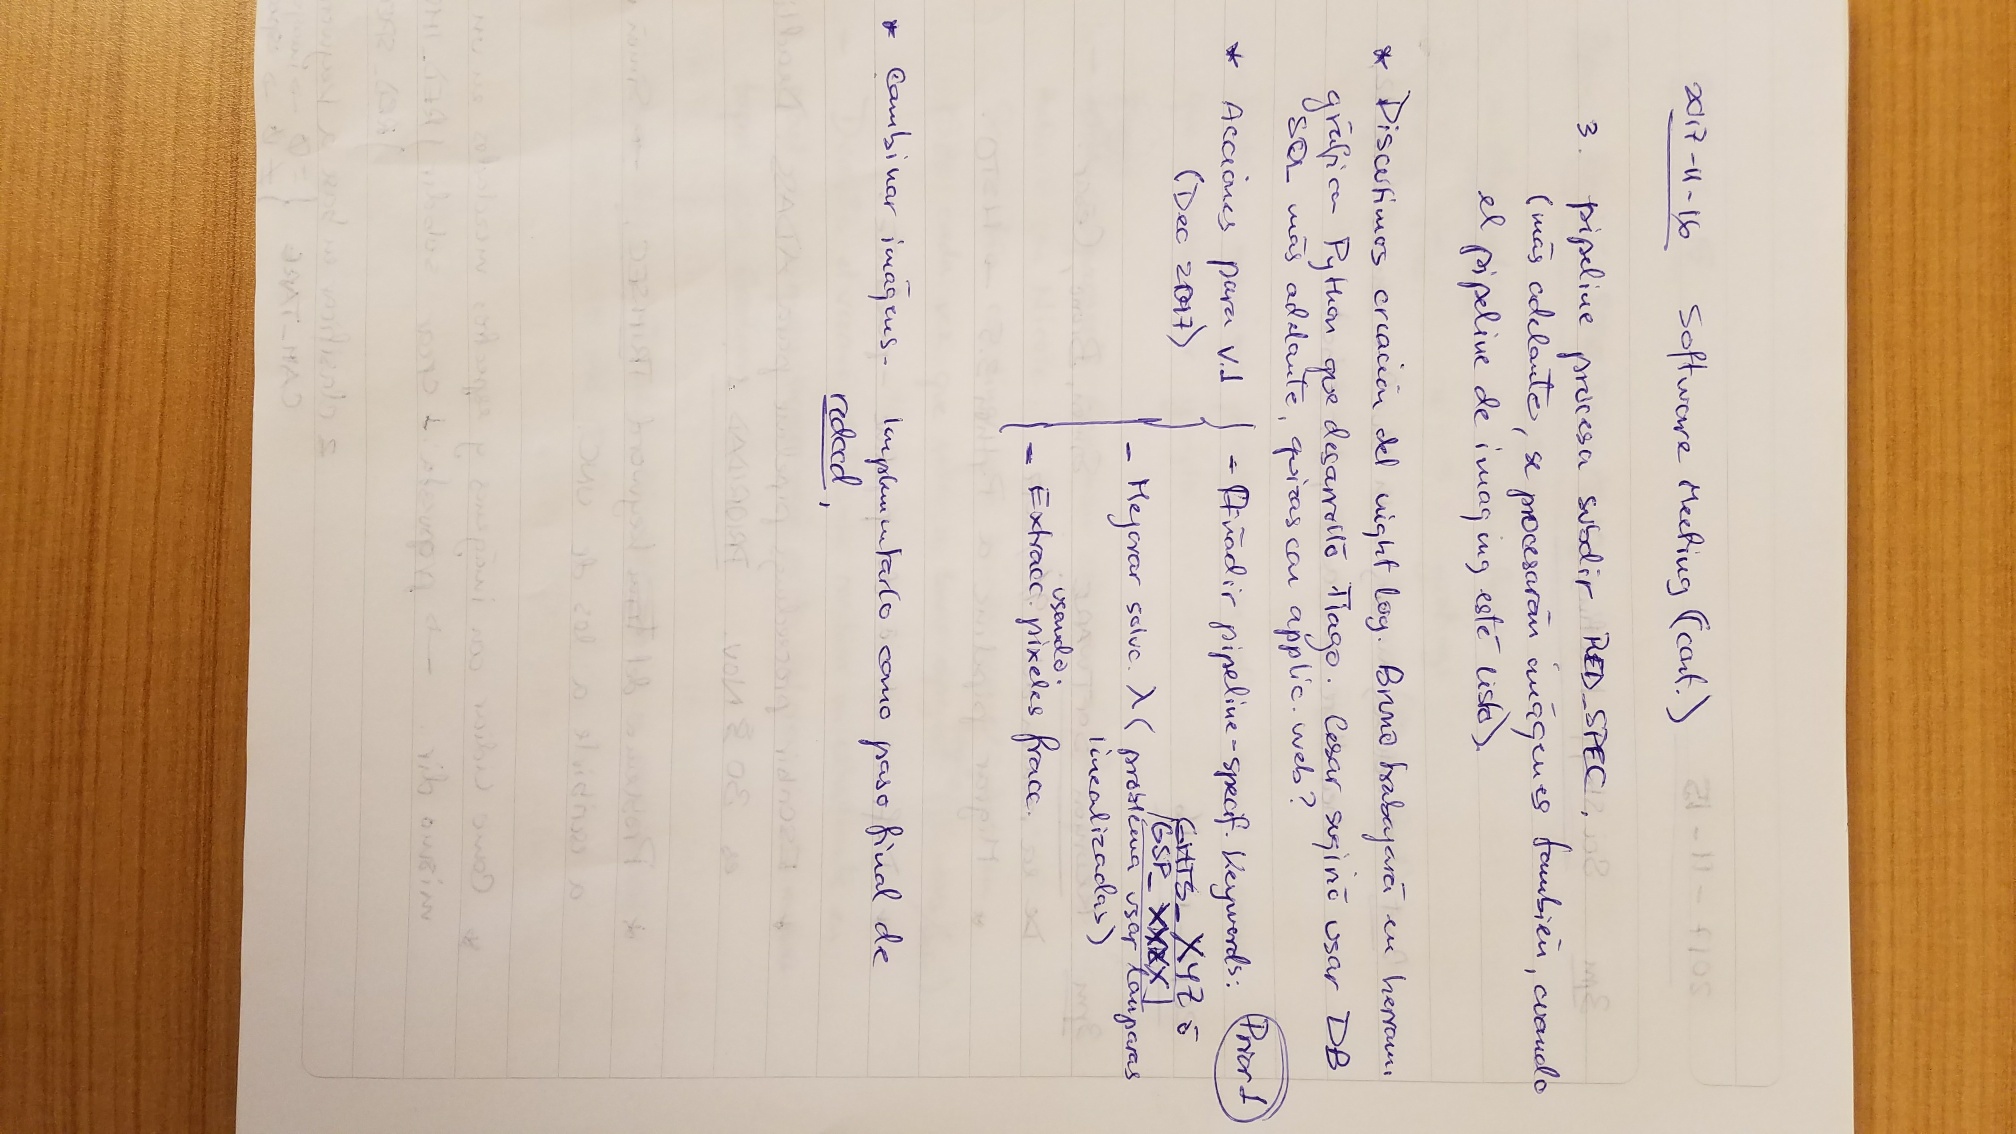 2017-11-16 Software Meeting (cont.)
3. pipeline procesa subdir RED_SPEC,
(más adelante, se procesarán imágenes también, cuando
el pipeline de imaging esté listo).
* Discutimos creación del night log. Bruno trabajará en herram.
gráfica Python que desarrolló Tiago. Cesar sugirió usar DB
SQL más adelante, quizas con applic. web?
* Acciones para v.1
(Dec 2017)
- Añadir pipeline-specif. Keywords: Prior 1
GHTS_XYZ ó
GSP_XXXX
- Mejorar soluc. λ (problema usar lámparas
linealizadas)
- Extracc. usando pixeles fracc.
* Combinar imágenes - Implementarlo como paso final de
redccd,